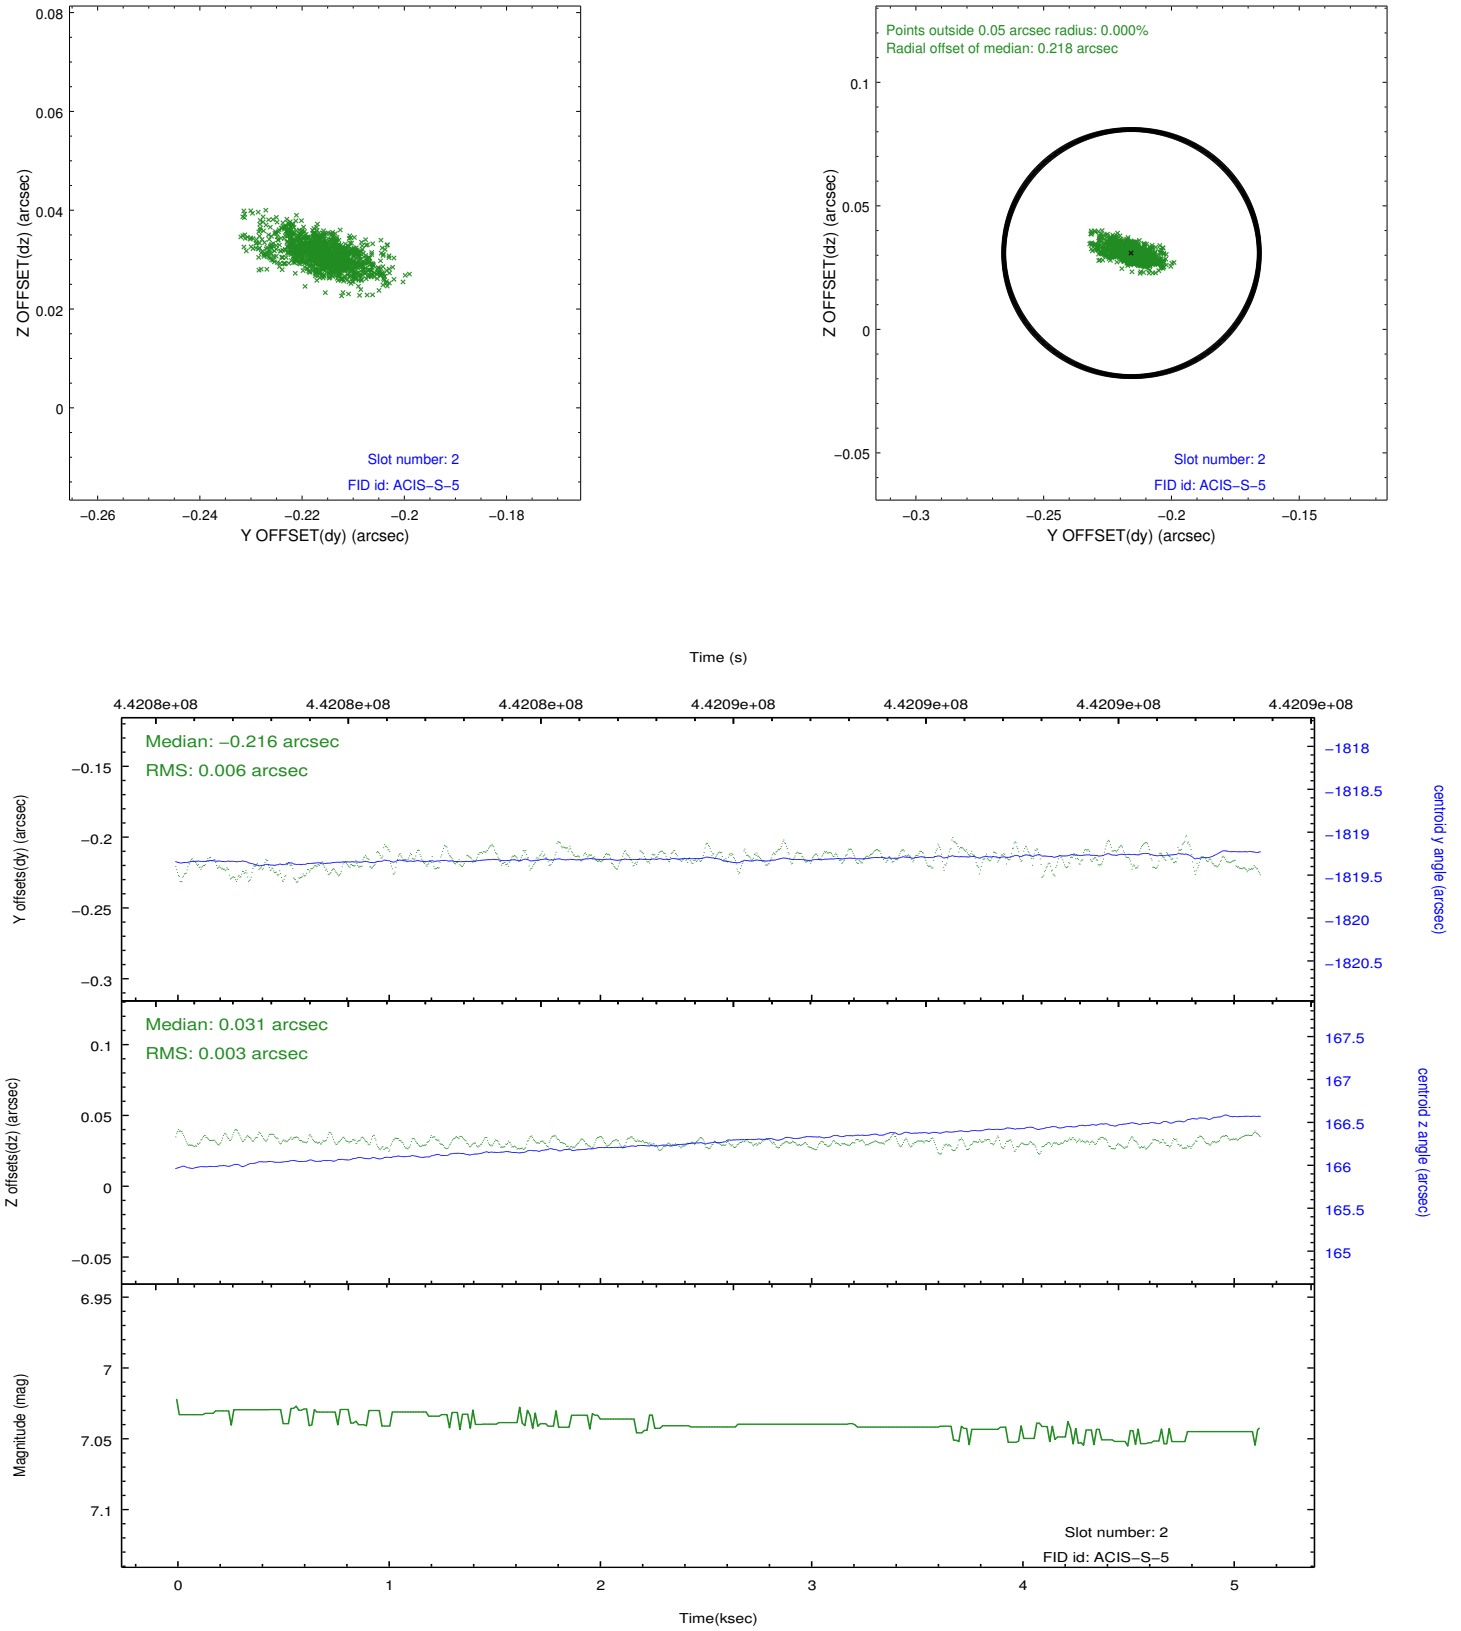 0.08
0.06
0.04
0.02
0
Z OFFSET(dz) (arcsec)
Slot number: 2
FID id: ACIS−S−5
−0.26 −0.24 −0.22 −0.2 −0.18
Y OFFSET(dy) (arcsec)
Points outside 0.05 arcsec radius: 0.000%
Radial offset of median: 0.218 arcsec
0.1
0.05
0
−0.05
Z OFFSET(dz) (arcsec)
Slot number: 2
FID id: ACIS−S−5
−0.3 −0.25 −0.2 −0.15
Y OFFSET(dy) (arcsec)
Time (s)
4.4208e+08 4.4208e+08 4.4208e+08 4.4209e+08 4.4209e+08 4.4209e+08 4.4209e+08
Median: −0.216 arcsec
RMS: 0.006 arcsec
−0.15
−0.2
−0.25
−0.3
Y offsets(dy) (arcsec)
−1818
−1818.5
−1819
−1819.5
−1820
−1820.5
centroid y angle (arcsec)
Median: 0.031 arcsec
RMS: 0.003 arcsec
0.1
0.05
0
−0.05
Z offsets(dz) (arcsec)
167.5
167
166.5
166
165.5
165
centroid z angle (arcsec)
6.95
7
7.05
7.1
Magnitude (mag)
Slot number: 2
FID id: ACIS−S−5
0 1 2 3 4 5
Time(ksec)